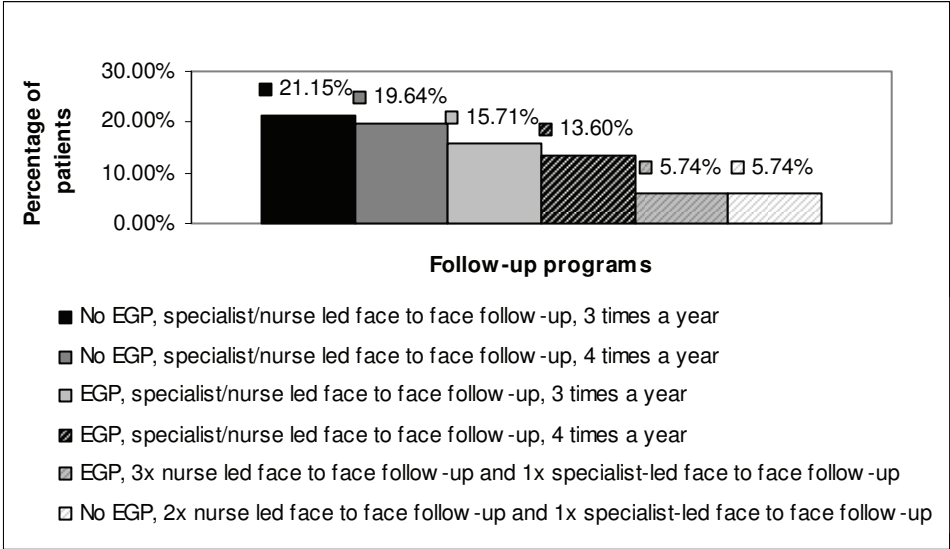 Percentage of
patients
30.00%
20.00%
10.00%
0.00%
21.15%
19.64%
15.71%
13.60%
5.74%
5.74%
Follow-up programs
No EGP, specialist/nurse led face to face follow-up, 3 times a year
No EGP, specialist/nurse led face to face follow-up, 4 times a year
EGP, specialist/nurse led face to face follow-up, 3 times a year
EGP, specialist/nurse led face to face follow-up, 4 times a year
EGP, 3x nurse led face to face follow-up and 1x specialist-led face to face follow-up
No EGP, 2x nurse led face to face follow-up and 1x specialist-led face to face follow-up